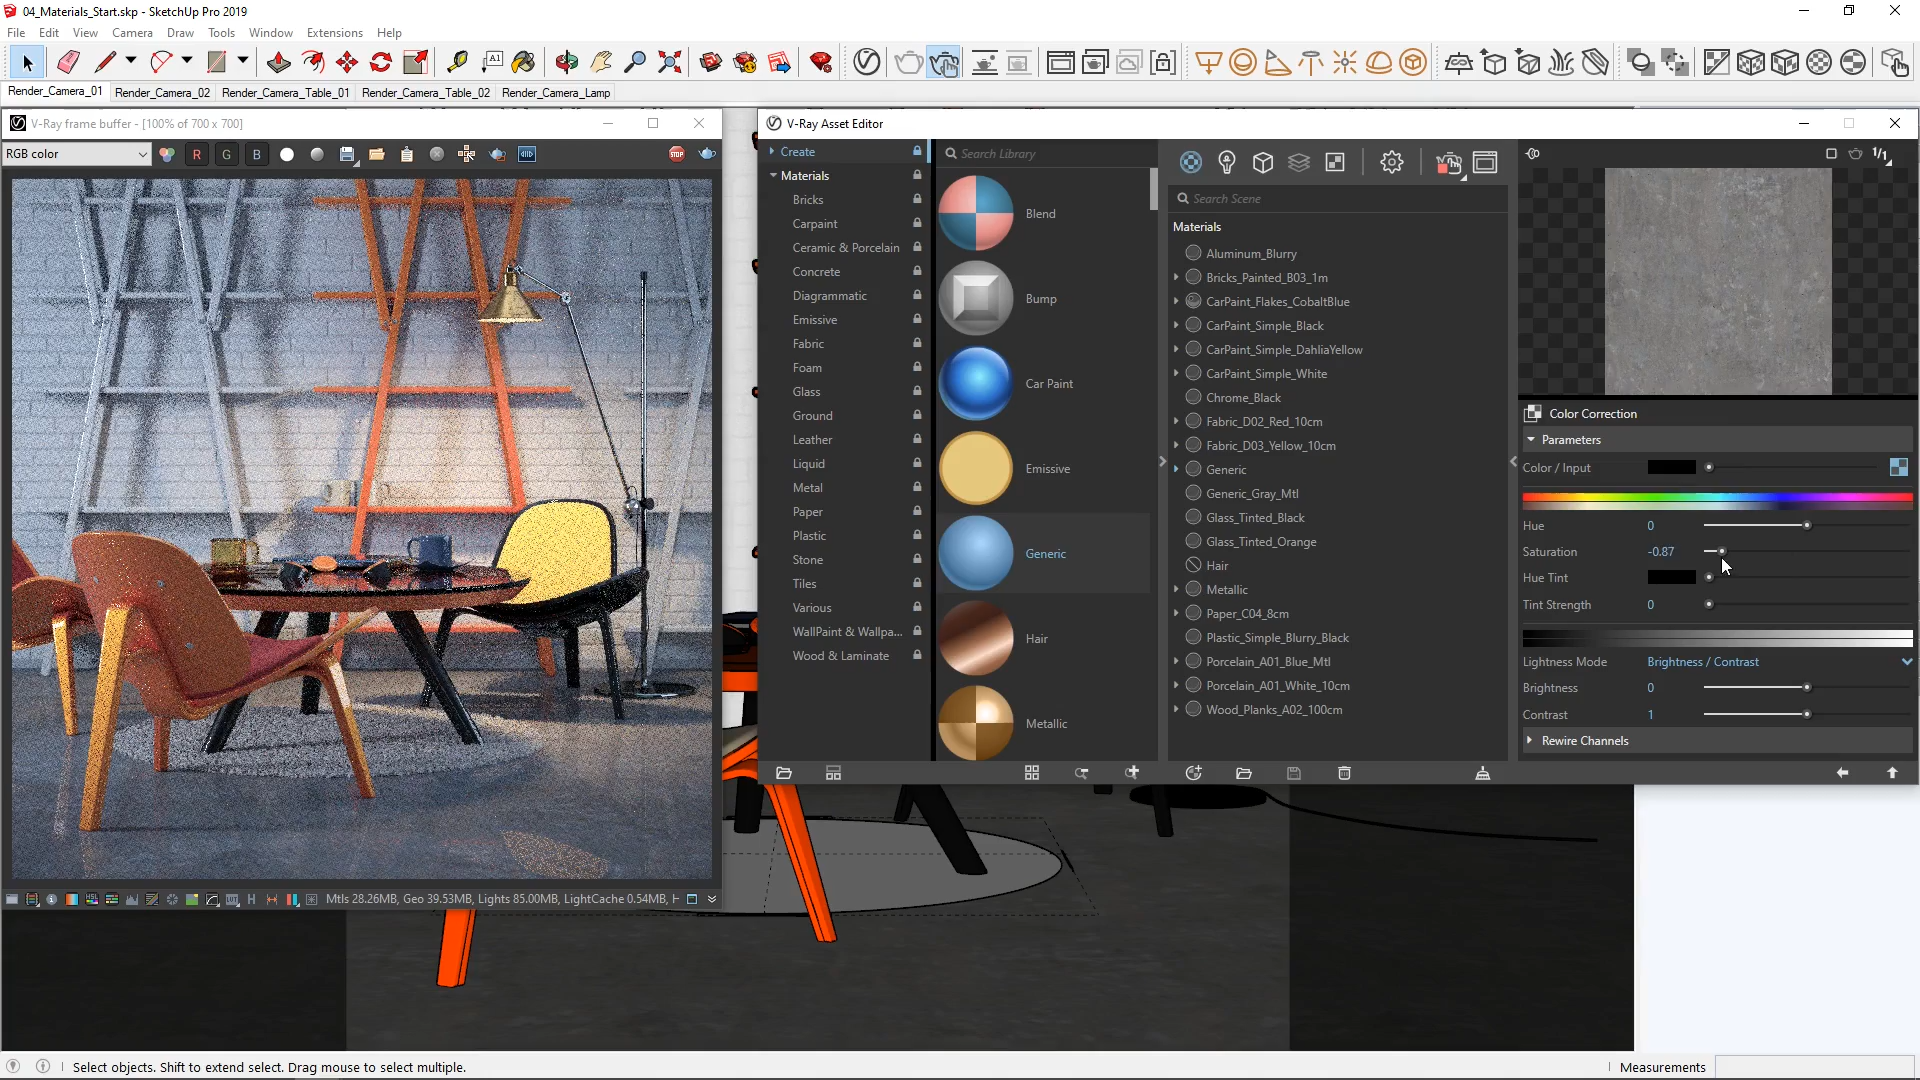 04_Materials_Start.skp - SketchUp Pro 2019
File Edit View Camera Draw Tools Window Extensions Help
A1
Render_Camera_01 Render_Camera_02 Render_Camera_Table_01 Render_Camera_Table_02 Render_Camera_Lamp
V-Ray frame buffer - [100% of 700 x 700]
RGB color
R G B
STOP
Mtls 28.26MB, Geo 39.53MB, Lights 85.00MB, LightCache 0.54MB,
V-Ray Asset Editor
Create
Materials
Bricks
Carpaint
Ceramic & Porcelain
Concrete
Diagrammatic
Emissive
Fabric
Foam
Glass
Ground
Leather
Liquid
Metal
Paper
Plastic
Stone
Tiles
Various
WallPaint & Wallpa...
Wood & Laminate
Search Library
Blend
Bump
Car Paint
Emissive
Generic
Hair
Metallic
Search Scene
Materials
Aluminum_Blurry
Bricks_Painted_B03_1m
CarPaint_Flakes_CobaltBlue
CarPaint_Simple_Black
CarPaint_Simple_DahliaYellow
CarPaint_Simple_White
Chrome_Black
Fabric_D02_Red_10cm
Fabric_D03_Yellow_10cm
Generic
Generic_Gray_Mtl
Glass_Tinted_Black
Glass_Tinted_Orange
Hair
Metallic
Paper_C04_8cm
Plastic_Simple_Blurry_Black
Porcelain_A01_Blue_Mtl
Porcelain_A01_White_10cm
Wood_Planks_A02_100cm
1/1
Color Correction
Parameters
Color / Input
Hue 0
Saturation -0.87
Hue Tint
Tint Strength 0
Lightness Mode Brightness / Contrast
Brightness 0
Contrast 1
Rewire Channels
Select objects. Shift to extend select. Drag mouse to select multiple.
Measurements